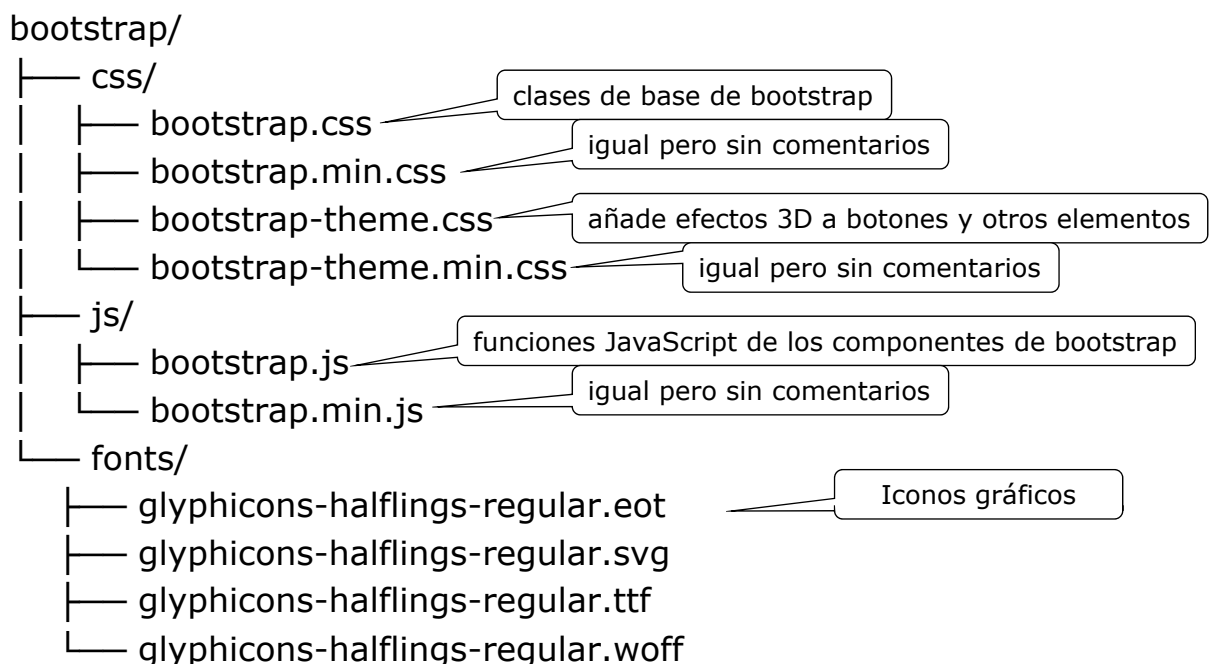 bootstrap/
├── css/
│ ├── bootstrap.css clases de base de bootstrap
│ ├── bootstrap.min.css igual pero sin comentarios
│ ├── bootstrap-theme.css añade efectos 3D a botones y otros elementos
│ └── bootstrap-theme.min.css igual pero sin comentarios
├── js/
│ ├── bootstrap.js funciones JavaScript de los componentes de bootstrap
│ └── bootstrap.min.js igual pero sin comentarios
└── fonts/
├── glyphicons-halflings-regular.eot Iconos gráficos
├── glyphicons-halflings-regular.svg
├── glyphicons-halflings-regular.ttf
└── glyphicons-halflings-regular.woff